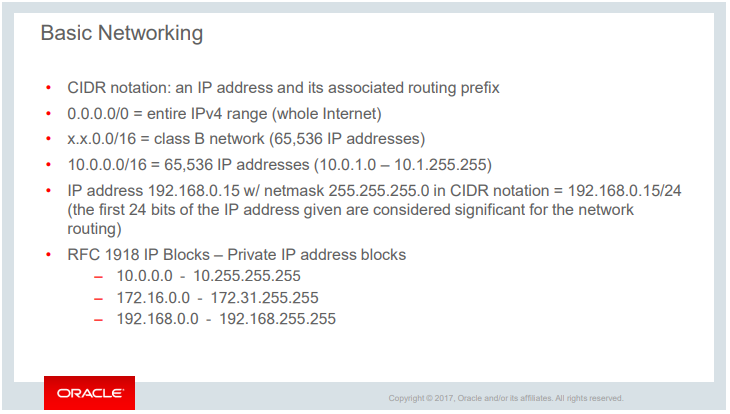 Basic Networking
• CIDR notation: an IP address and its associated routing prefix
• 0.0.0.0/0 = entire IPv4 range (whole Internet)
• x.x.0.0/16 = class B network (65,536 IP addresses)
• 10.0.0.0/16 = 65,536 IP addresses (10.0.1.0 – 10.1.255.255)
• IP address 192.168.0.15 w/ netmask 255.255.255.0 in CIDR notation = 192.168.0.15/24
(the first 24 bits of the IP address given are considered significant for the network
routing)
• RFC 1918 IP Blocks – Private IP address blocks
– 10.0.0.0 - 10.255.255.255
– 172.16.0.0 - 172.31.255.255
– 192.168.0.0 - 192.168.255.255
ORACLE
Copyright © 2017, Oracle and/or its affiliates. All rights reserved.